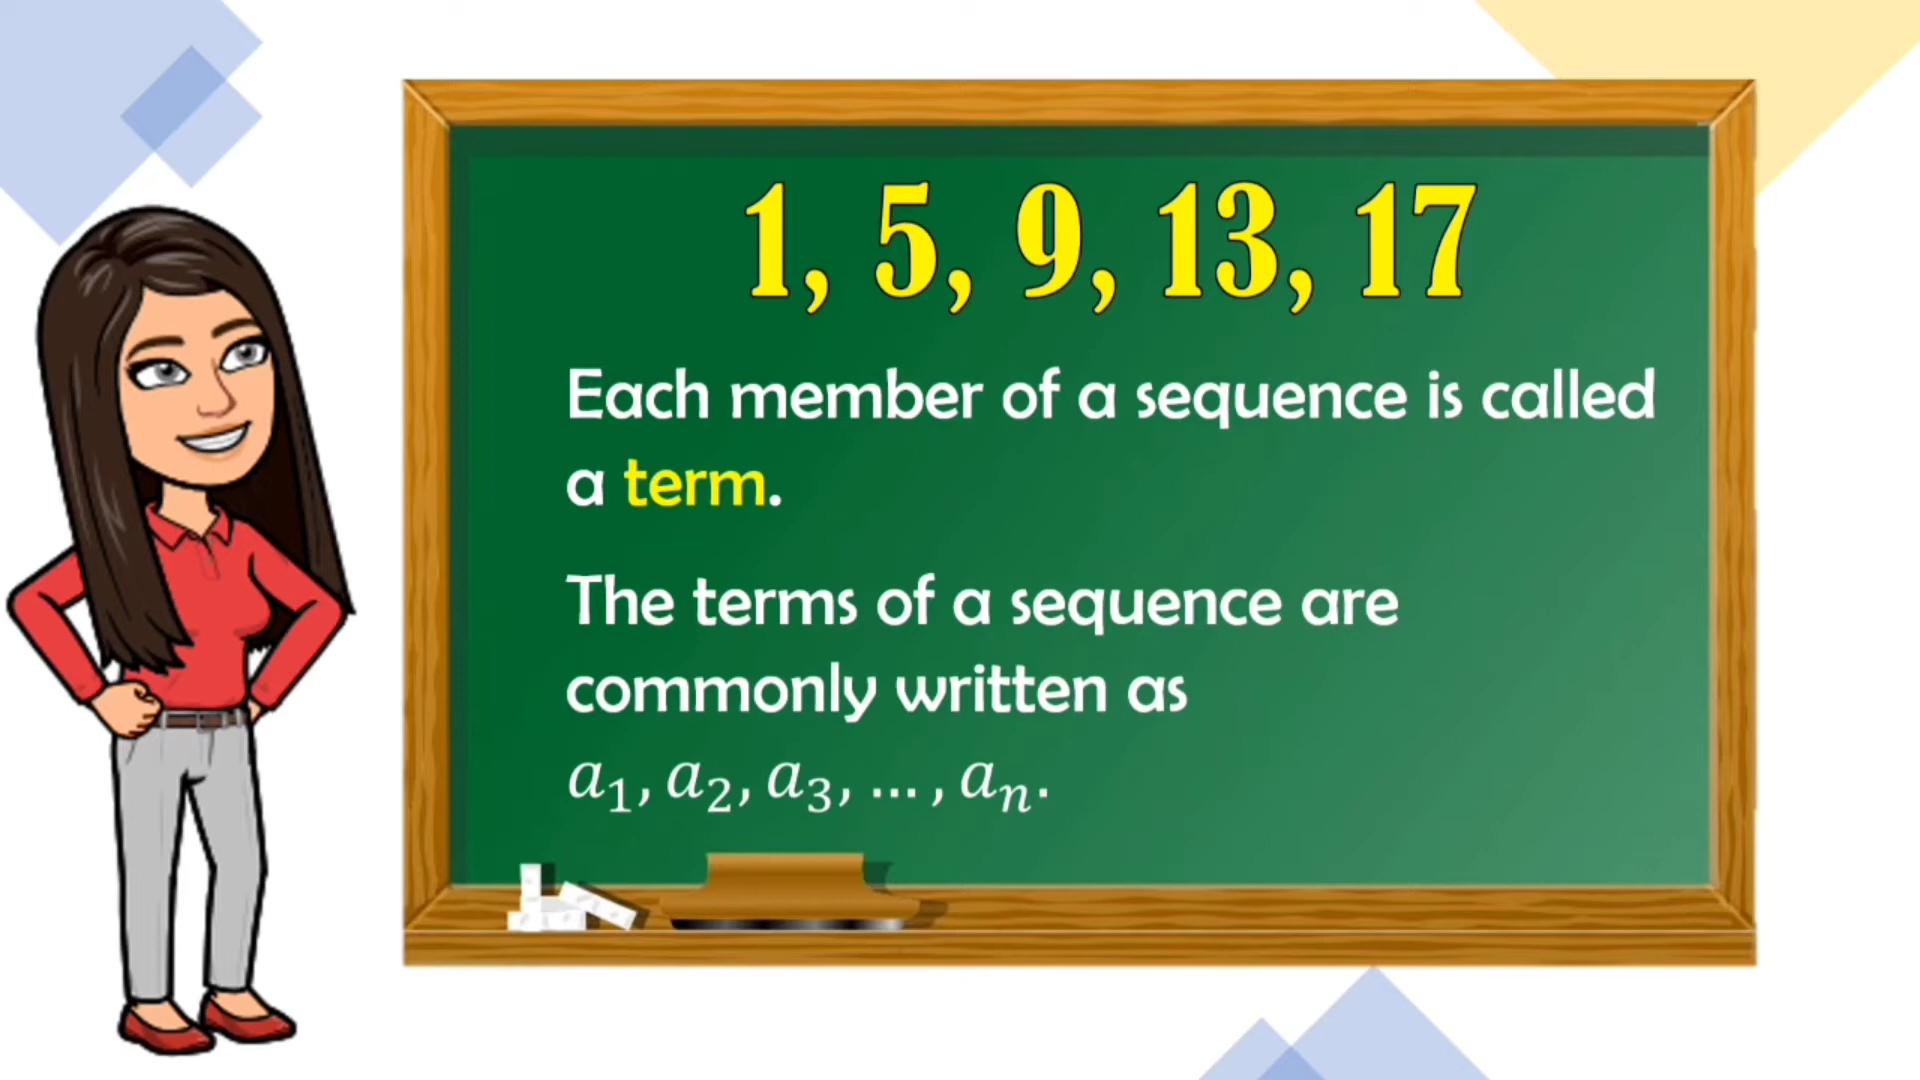 1, 5, 9, 13, 17
Each member of a sequence is called
a term.
The terms of a sequence are
commonly written as
a₁, a₂, a₃, … , aₙ.